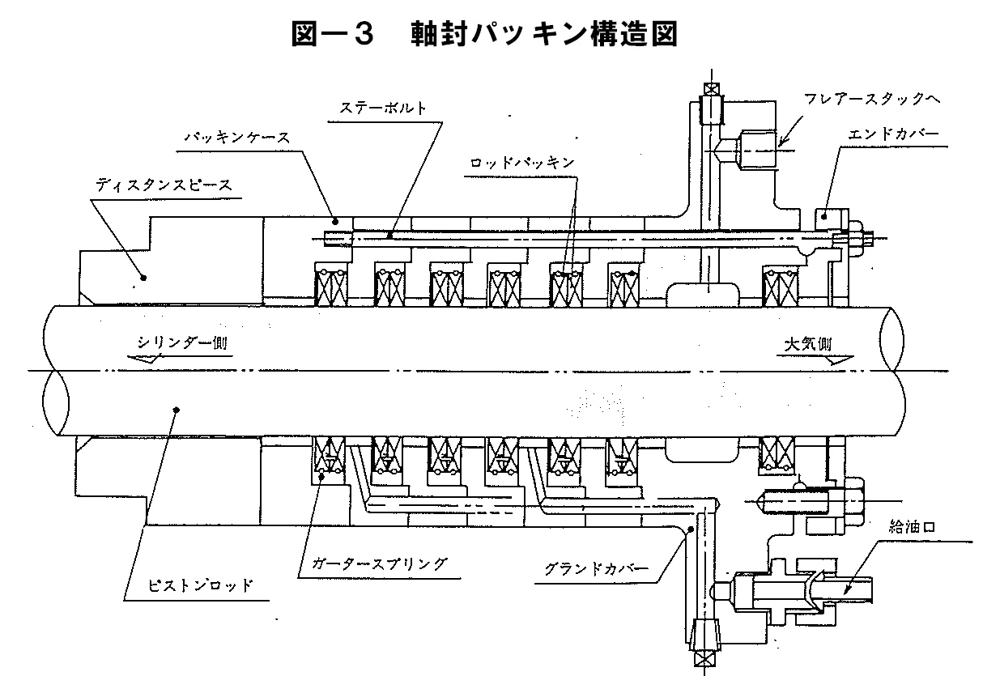 図－３　軸封パッキン構造図
フレアースタックへ
ステーボルト
エンドカバー
パッキンケース
ロッドパッキン
ディスタンスピース
シリンダー側
大気側
給油口
ガータースプリング
グランドカバー
ピストンロッド